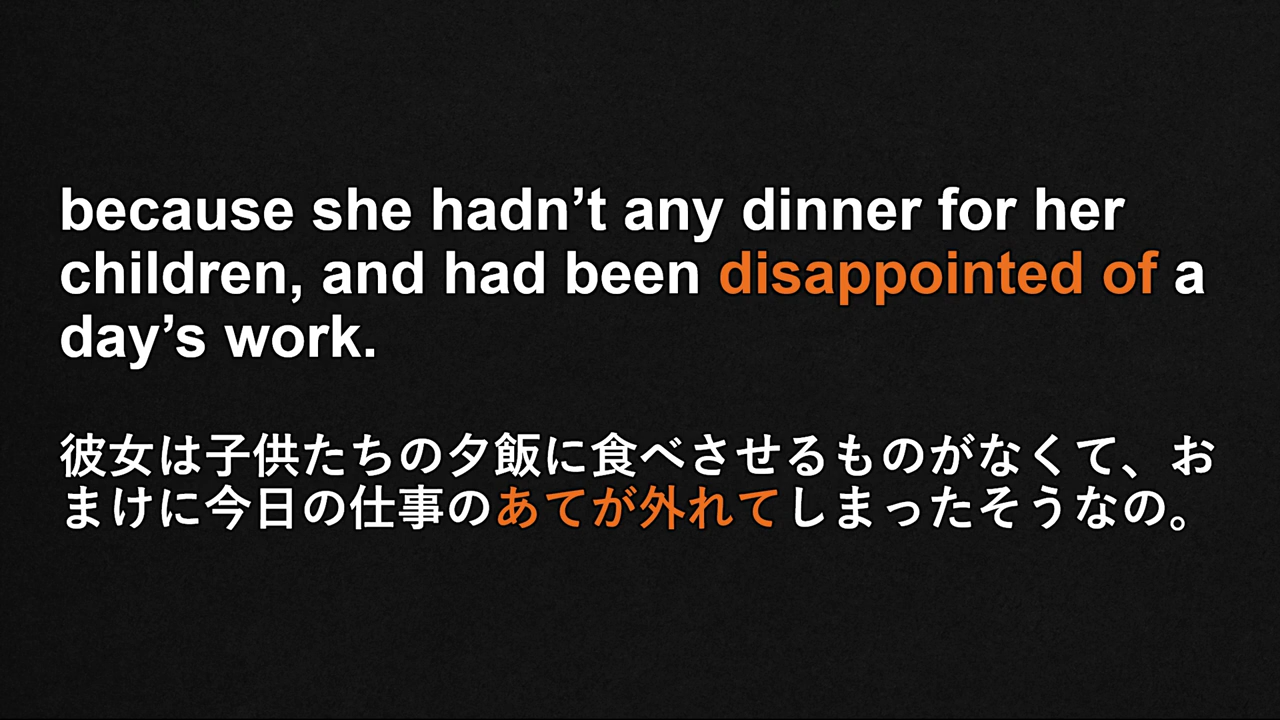 because she hadn’t any dinner for her
children, and had been disappointed of a
day’s work.
彼女は子供たちの夕飯に食べさせるものがなくて、お
まけに今日の仕事のあてが外れてしまったそうなの。